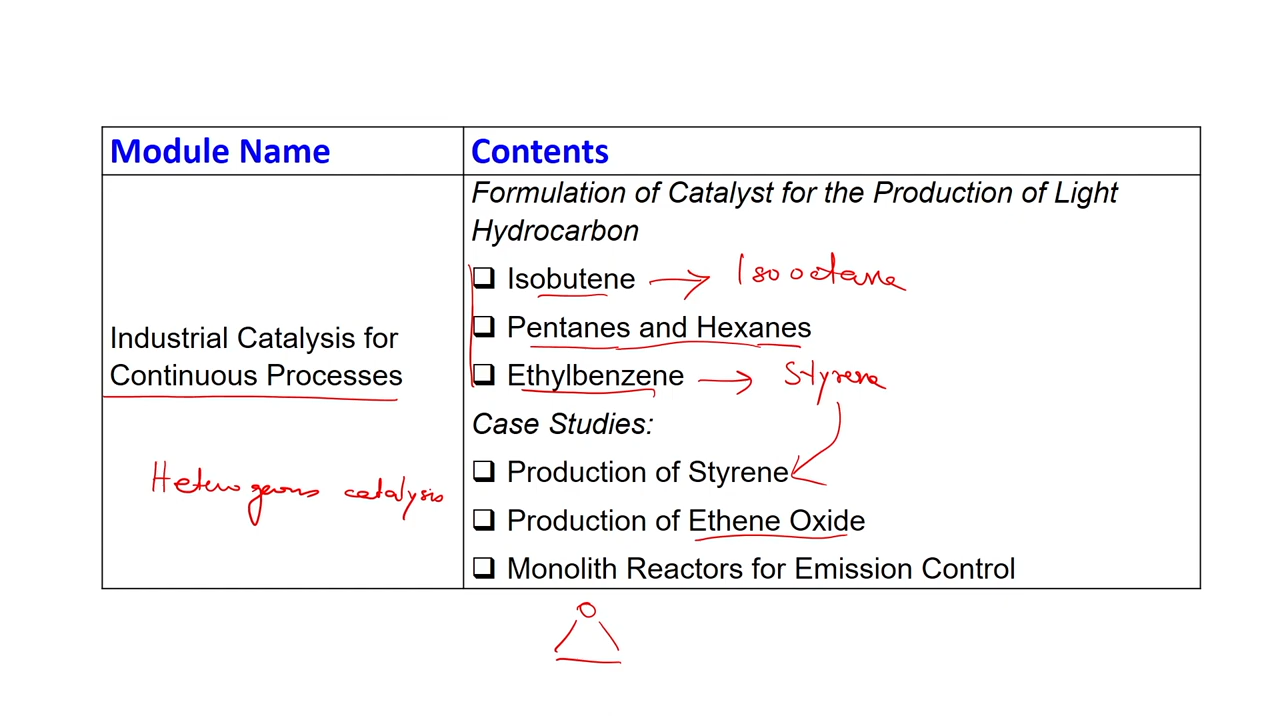 Module Name
Contents
Formulation of Catalyst for the Production of Light
Hydrocarbon
❑ Isobutene → Isooctane
❑ Pentanes and Hexanes
Industrial Catalysis for
Continuous Processes
❑ Ethylbenzene → Styrene
Case Studies:
❑ Production of Styrene
Heterogenous catalysis
❑ Production of Ethene Oxide
❑ Monolith Reactors for Emission Control
O